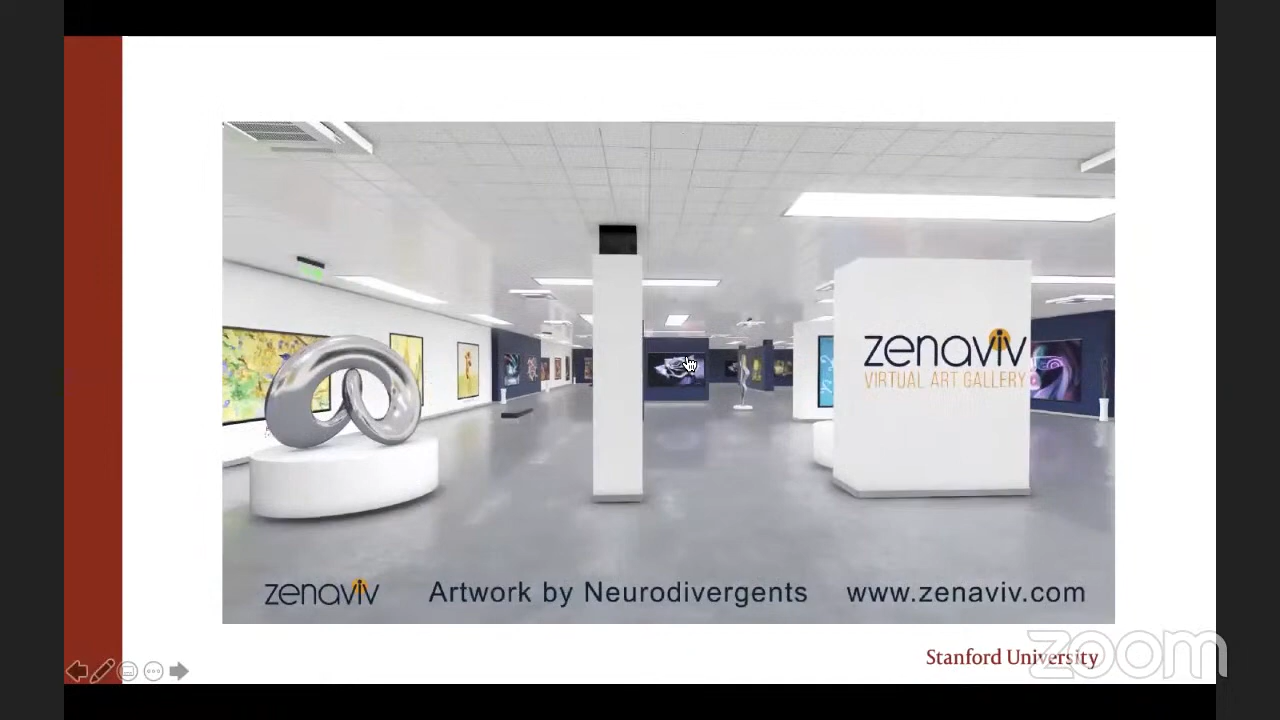 zenaviv
VIRTUAL ART GALLERY
zenaviv Artwork by Neurodivergents www.zenaviv.com
Stanford University
zoom